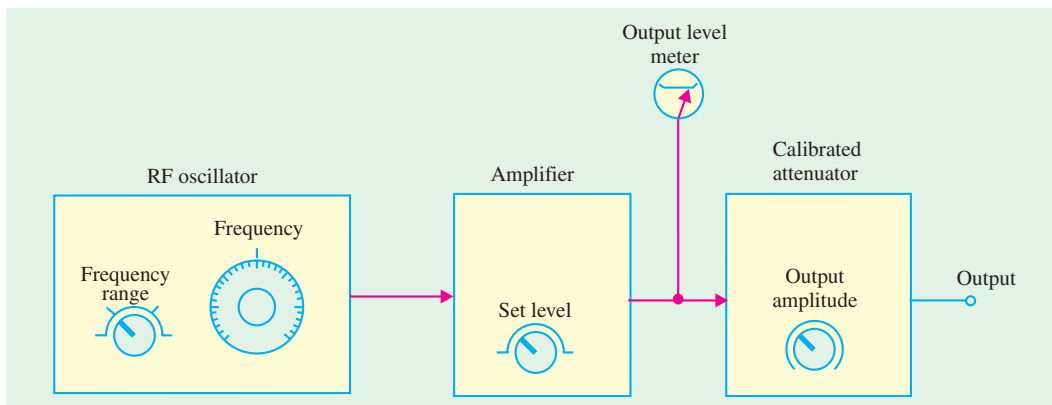 Output level
meter
RF oscillator
Amplifier
Calibrated
attenuator
Frequency
Frequency
range
Set level
Output
amplitude
Output